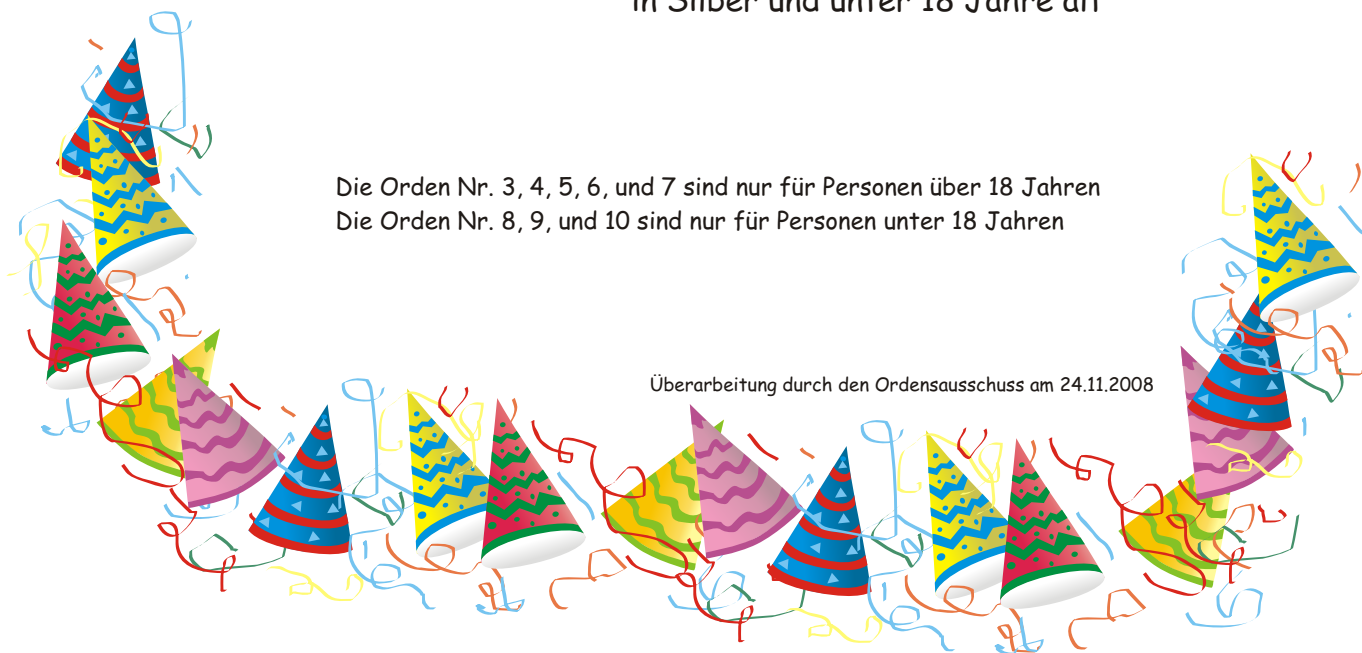 in Silber und unter 18 Jahre alt
Die Orden Nr. 3, 4, 5, 6, und 7 sind nur für Personen über 18 Jahren
Die Orden Nr. 8, 9, und 10 sind nur für Personen unter 18 Jahren
Überarbeitung durch den Ordensausschuss am 24.11.2008